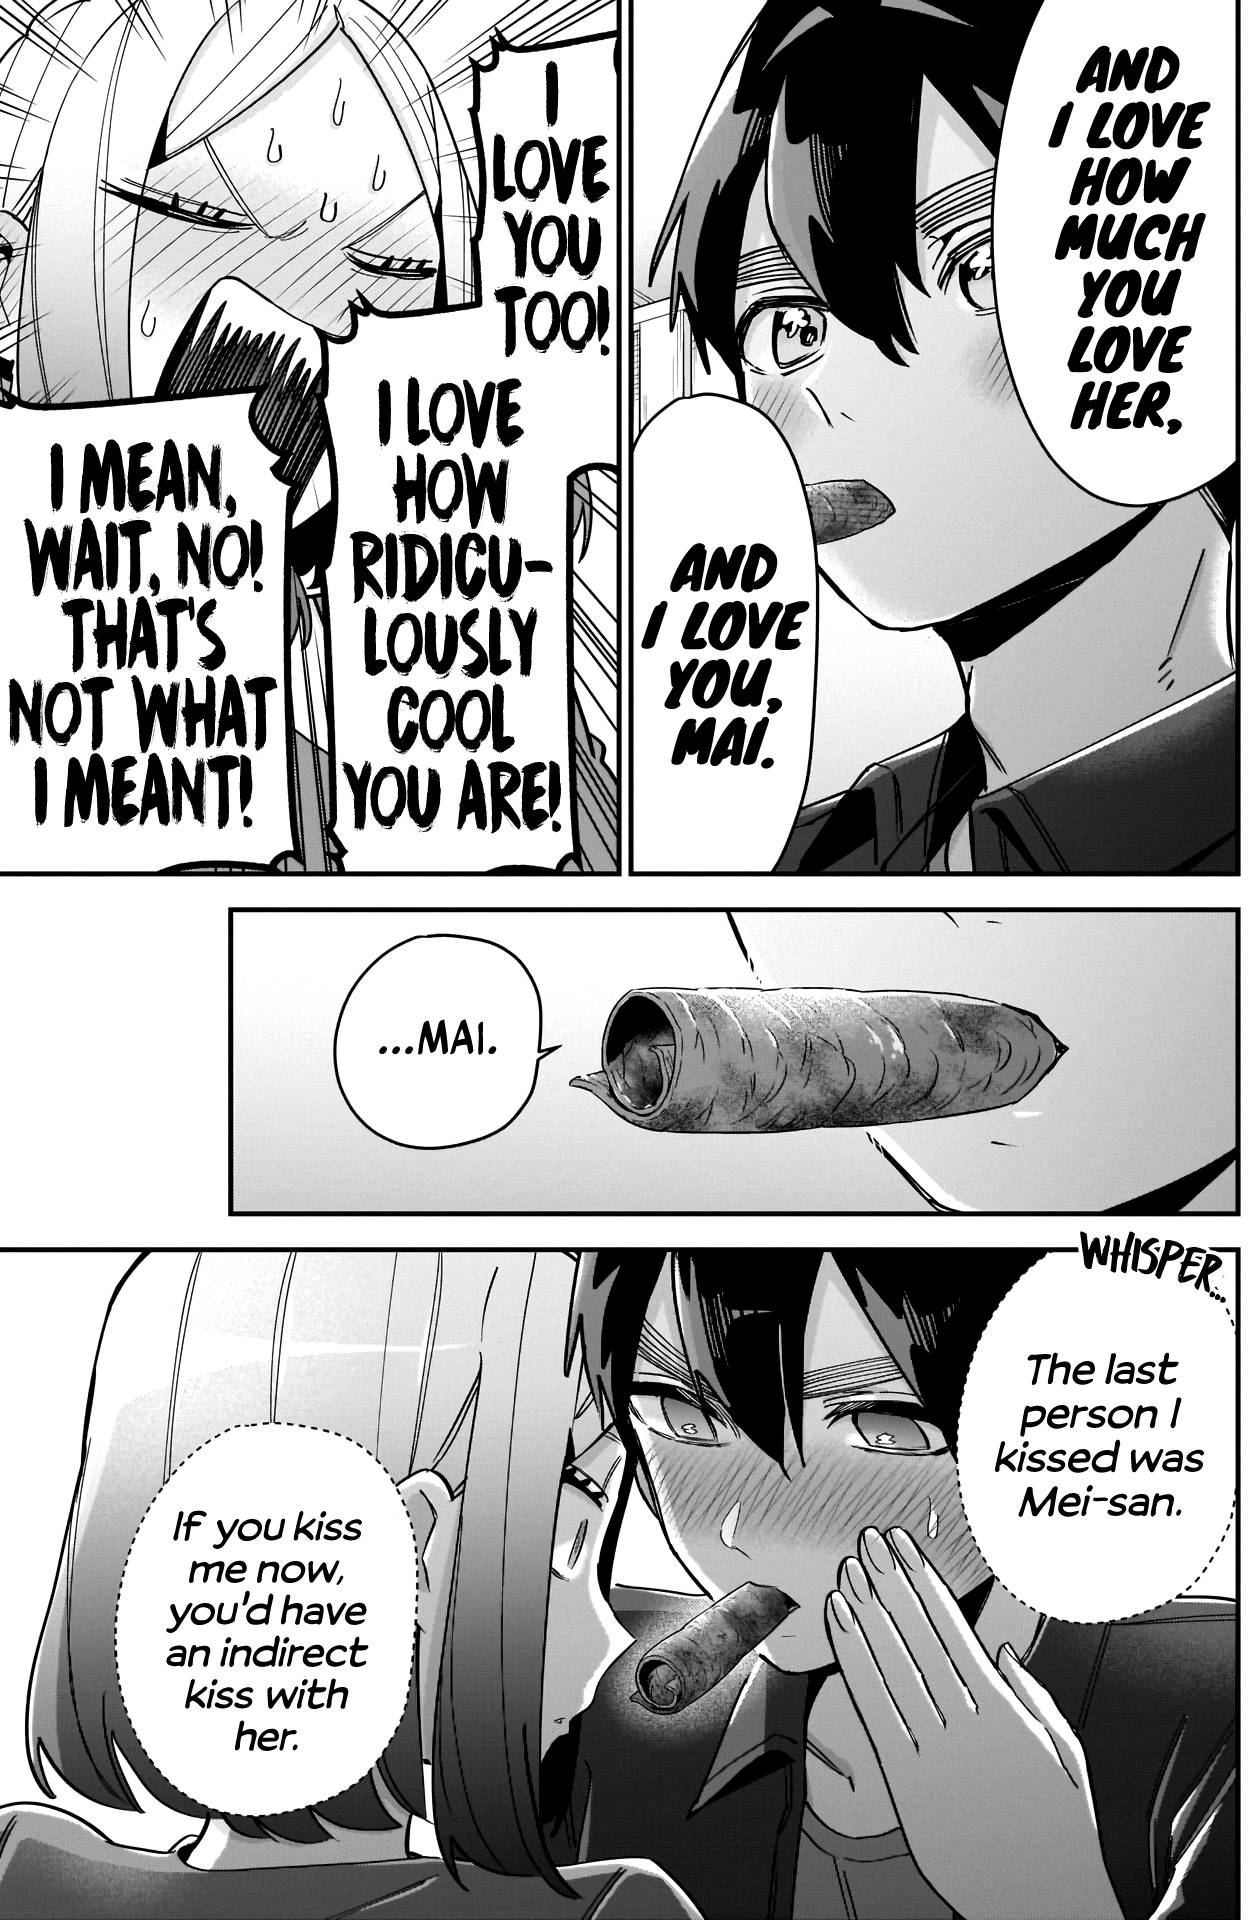 AND
I LOVE
HOW
MUCH
YOU
LOVE
HER,
AND
I LOVE
YOU,
MAI.
I
LOVE
YOU
TOO!
I LOVE
HOW
RIDICU-
LOUSLY
COOL
YOU ARE!
I MEAN,
WAIT, NO!
THAT'S
NOT WHAT
I MEANT!
...MAI.
WHISPER...
The last
person I
kissed was
Mei-san.
If you kiss
me now,
you'd have
an indirect
kiss with
her.